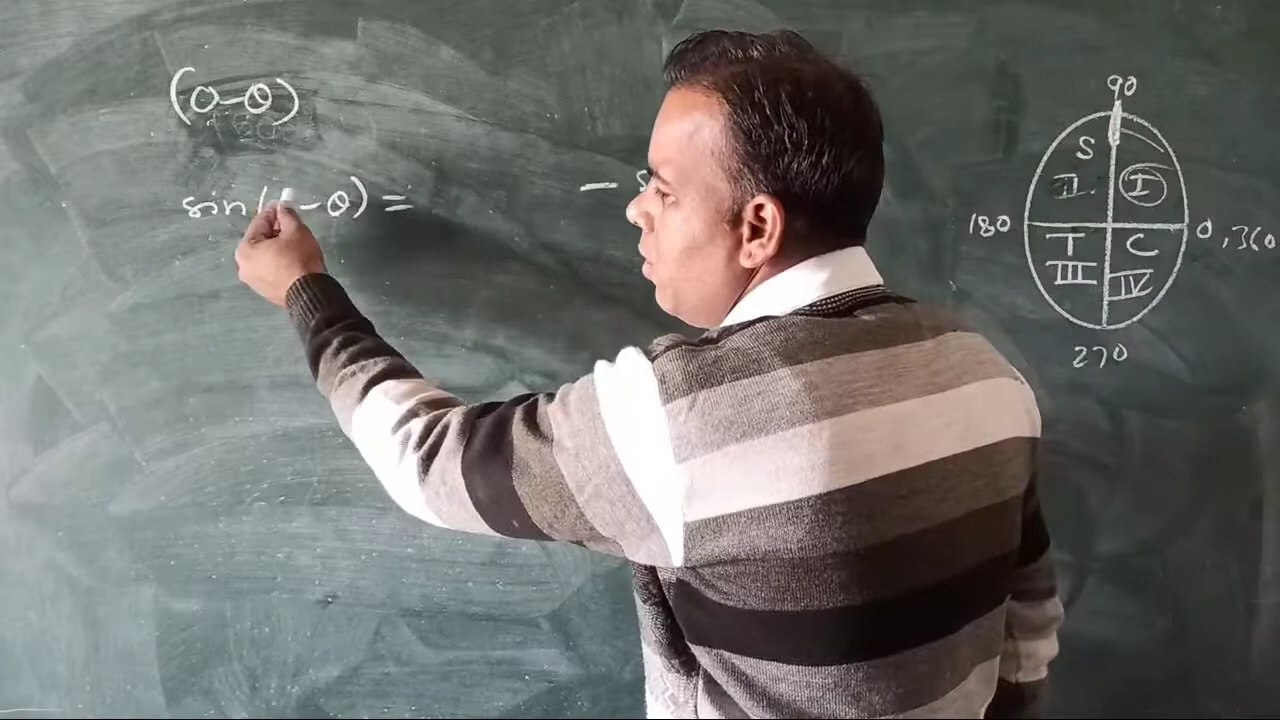 (0-θ)
sin( -θ) = -
90
S
II I
180 0,360
T C
III IV
270